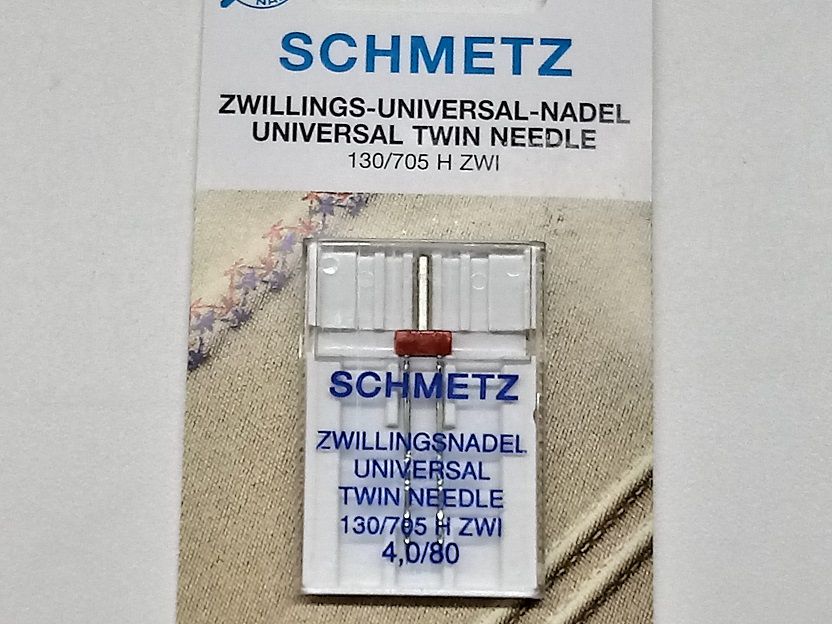 SCHMETZ
ZWILLINGS-UNIVERSAL-NADEL
UNIVERSAL TWIN NEEDLE
130/705 H ZWI
SCHMETZ
ZWILLINGSNADEL
UNIVERSAL
TWIN NEEDLE
130/705 H ZWI
4,0/80